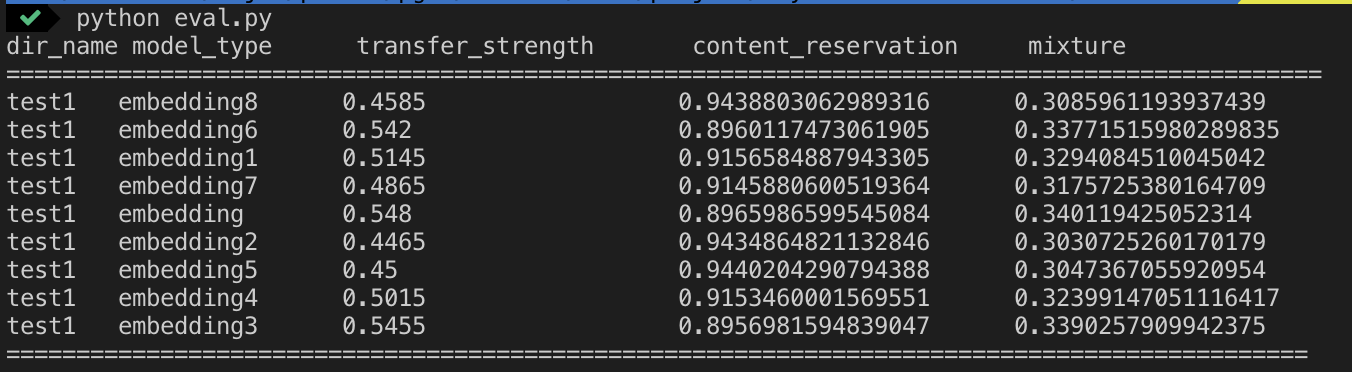 ✔ python eval.py
dir_name model_type transfer_strength content_reservation mixture
==============================================================================================
test1 embedding8 0.4585 0.9438803062989316 0.3085961193937439
test1 embedding6 0.542 0.8960117473061905 0.33771515980289835
test1 embedding1 0.5145 0.9156584887943305 0.3294084510045042
test1 embedding7 0.4865 0.9145880600519364 0.3175725380164709
test1 embedding 0.548 0.8965986599545084 0.340119425052314
test1 embedding2 0.4465 0.9434864821132846 0.3030725260170179
test1 embedding5 0.45 0.9440204290794388 0.3047367055920954
test1 embedding4 0.5015 0.9153460001569551 0.32399147051116417
test1 embedding3 0.5455 0.8956981594839047 0.3390257909942375
=============================================================================================